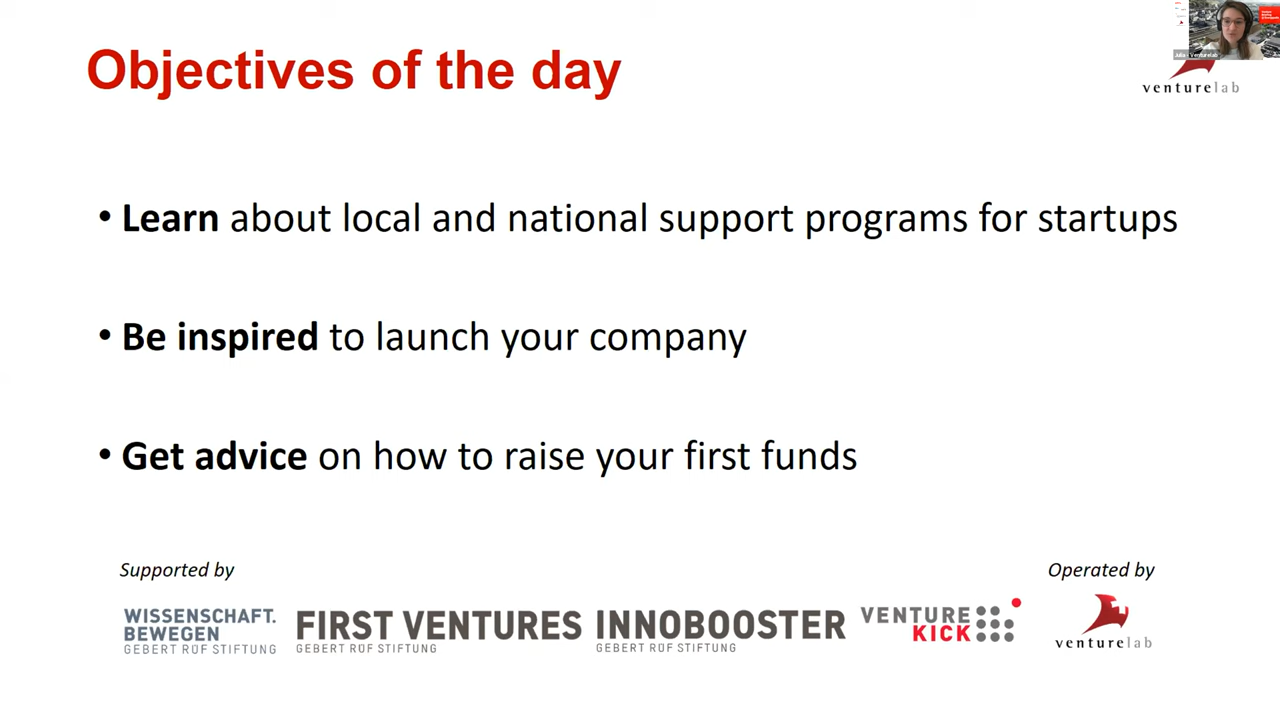 Objectives of the day
Julia - Venturelab
venturelab
• Learn about local and national support programs for startups
• Be inspired to launch your company
• Get advice on how to raise your first funds
Supported by
Operated by
WISSENSCHAFT.
BEWEGEN
GEBERT RÜF STIFTUNG
FIRST VENTURES
GEBERT RÜF STIFTUNG
INNOBOOSTER
GEBERT RÜF STIFTUNG
VENTURE
KICK
venturelab